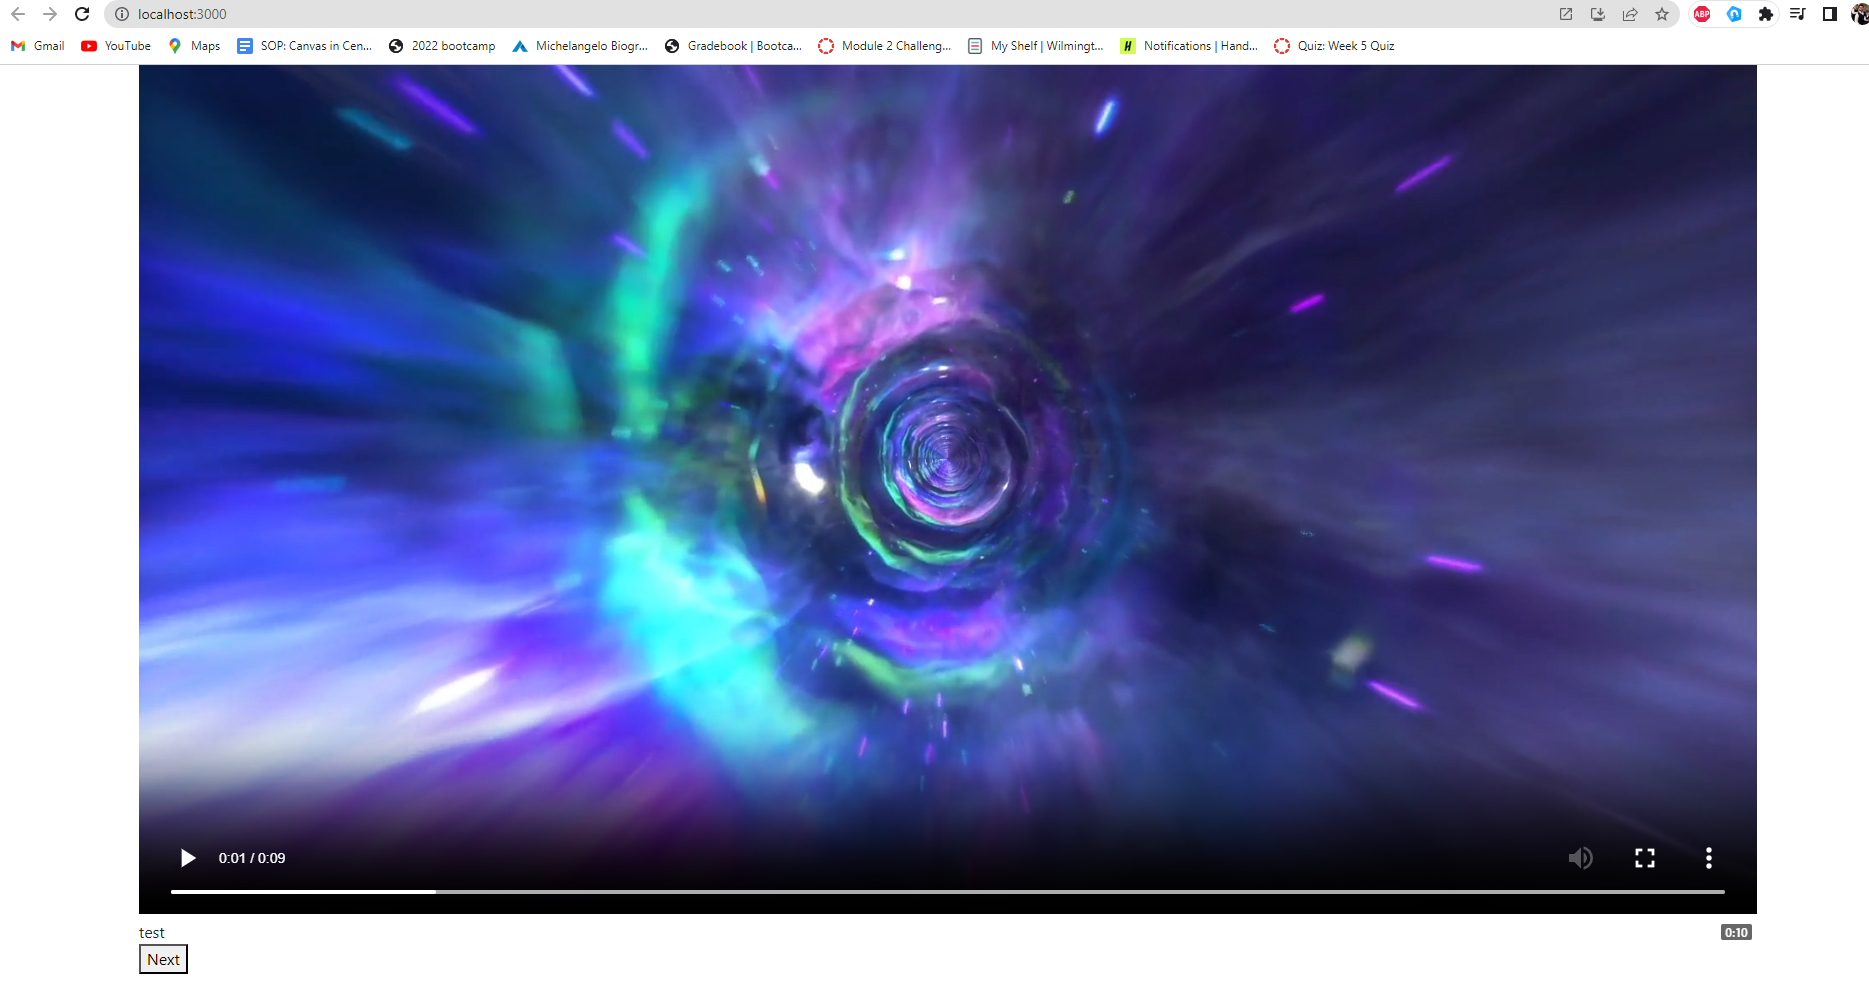 localhost:3000
ABP
Gmail YouTube Maps SOP: Canvas in Cen... 2022 bootcamp Michelangelo Biogr... Gradebook | Bootca... Module 2 Challeng... My Shelf | Wilmingt... H Notifications | Hand... Quiz: Week 5 Quiz
0:01 / 0:09
test 0:10
Next